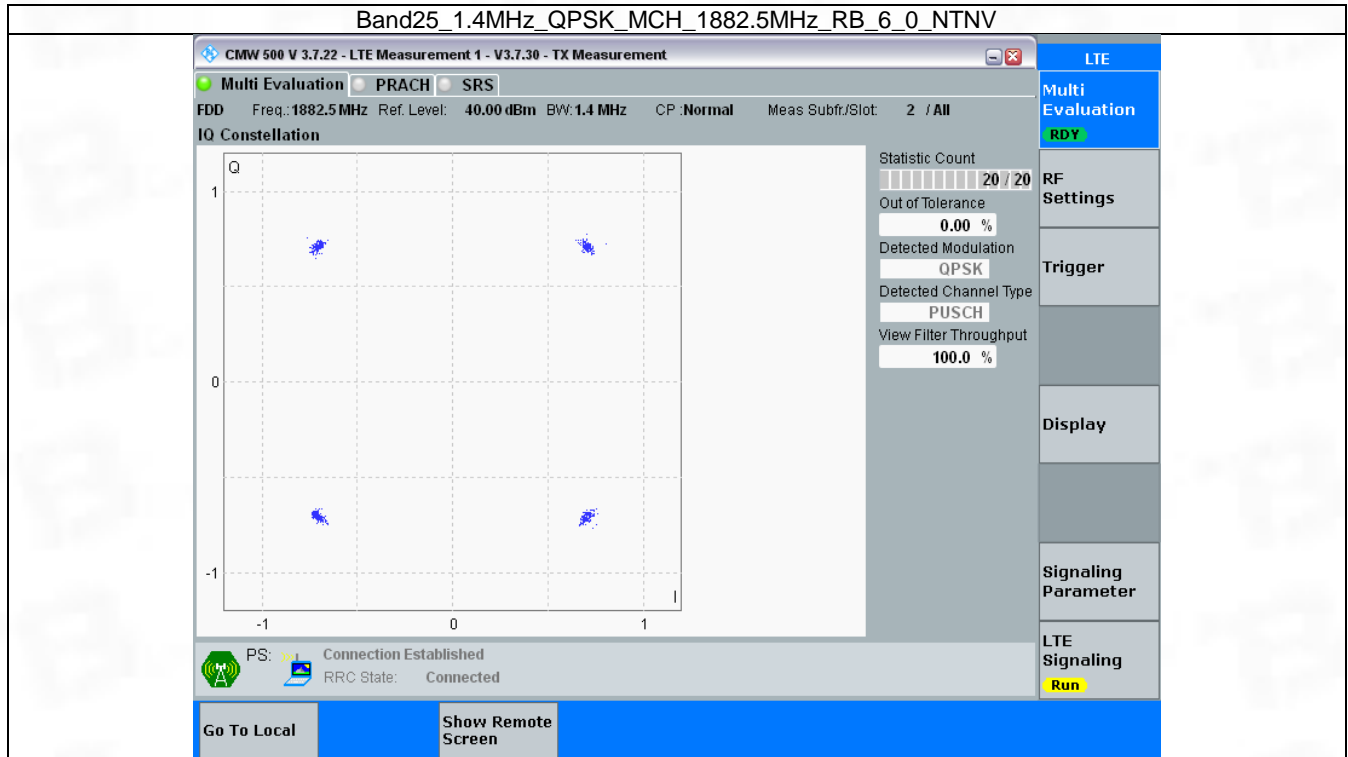 Band25_1.4MHz_QPSK_MCH_1882.5MHz_RB_6_0_NTNV
CMW 500 V 3.7.22 - LTE Measurement 1 - V3.7.30 - TX Measurement
LTE
Multi Evaluation PRACH SRS
FDD Freq.:1882.5 MHz Ref. Level: 40.00 dBm BW:1.4 MHz CP :Normal Meas Subfr./Slot: 2 / All
IQ Constellation
Q
1
0
-1
I
-1 0 1
Statistic Count
20 / 20
Out of Tolerance
0.00 %
Detected Modulation
QPSK
Detected Channel Type
PUSCH
View Filter Throughput
100.0 %
Multi
Evaluation
RDY
RF
Settings
Trigger
Display
Signaling
Parameter
LTE
Signaling
Run
PS: Connection Established
RRC State: Connected
Go To Local
Show Remote
Screen